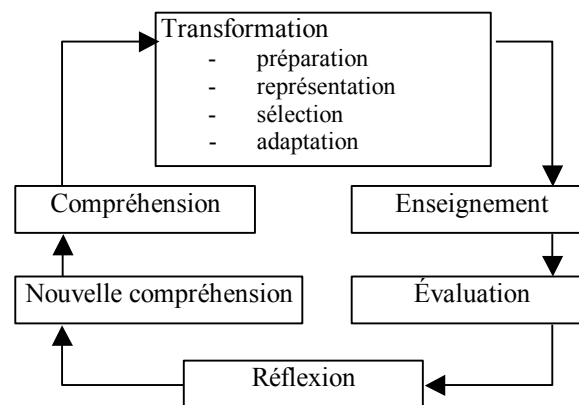 Transformation
- préparation
- représentation
- sélection
- adaptation
Compréhension
Enseignement
Nouvelle compréhension
Évaluation
Réflexion